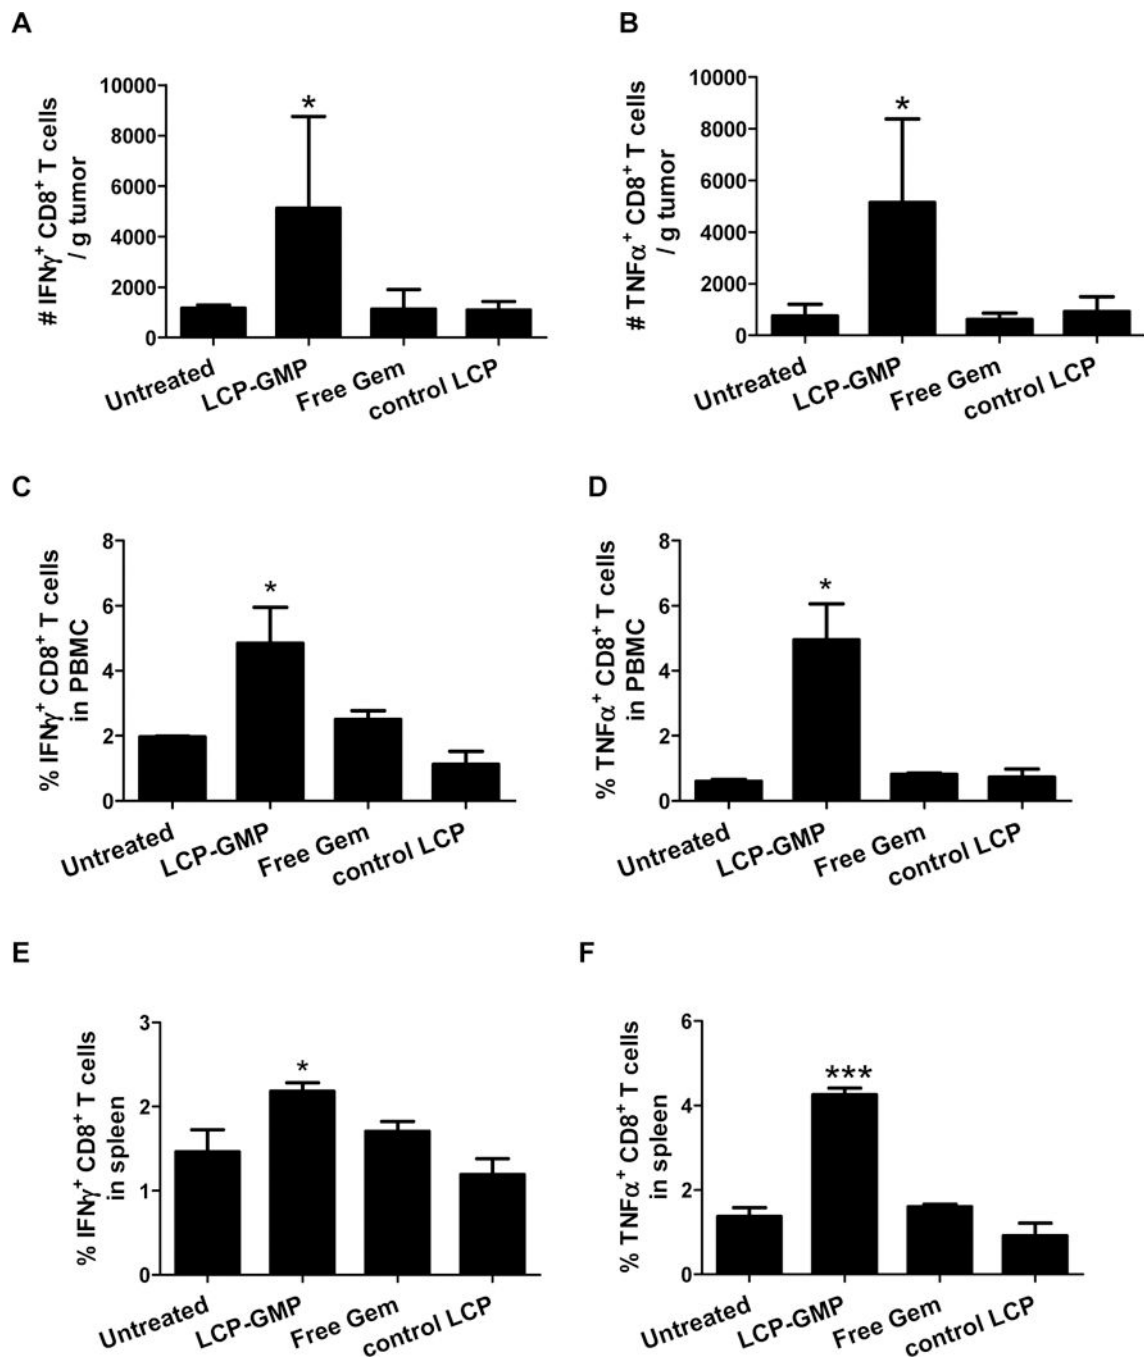 A
# IFNγ⁺ CD8⁺ T cells
/ g tumor
10000
8000
6000
4000
2000
0
*
Untreated
LCP-GMP
Free Gem
control LCP
B
# TNFα⁺ CD8⁺ T cells
/ g tumor
10000
8000
6000
4000
2000
0
*
Untreated
LCP-GMP
Free Gem
control LCP
C
% IFNγ⁺ CD8⁺ T cells
in PBMC
8
6
4
2
0
*
Untreated
LCP-GMP
Free Gem
control LCP
D
% TNFα⁺ CD8⁺ T cells
in PBMC
8
6
4
2
0
*
Untreated
LCP-GMP
Free Gem
control LCP
E
% IFNγ⁺ CD8⁺ T cells
in spleen
3
2
1
0
*
Untreated
LCP-GMP
Free Gem
control LCP
F
% TNFα⁺ CD8⁺ T cells
in spleen
6
4
2
0
***
Untreated
LCP-GMP
Free Gem
control LCP